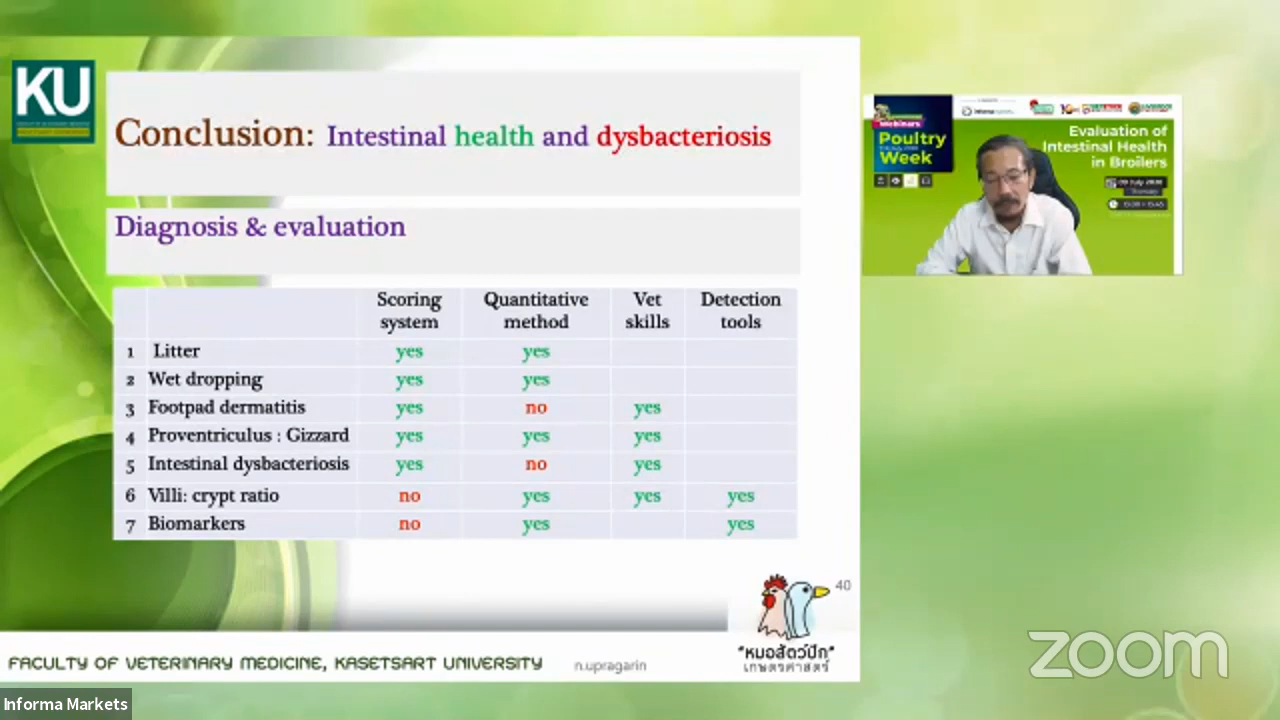 KU
Conclusion: Intestinal health and dysbacteriosis
Diagnosis & evaluation
Scoring system Quantitative method Vet skills Detection tools
1 Litter yes yes
2 Wet dropping yes yes
3 Footpad dermatitis yes no yes
4 Proventriculus : Gizzard yes yes yes
5 Intestinal dysbacteriosis yes no yes
6 Villi: crypt ratio no yes yes yes
7 Biomarkers no yes yes
40
"หมอสัตว์ปีก"
เกษตรศาสตร์
FACULTY OF VETERINARY MEDICINE, KASETSART UNIVERSITY
n.upragarin
Webinars
Poultry
Week
Evaluation of
Intestinal Health
in Broilers
09 July 2020
zoom
Informa Markets